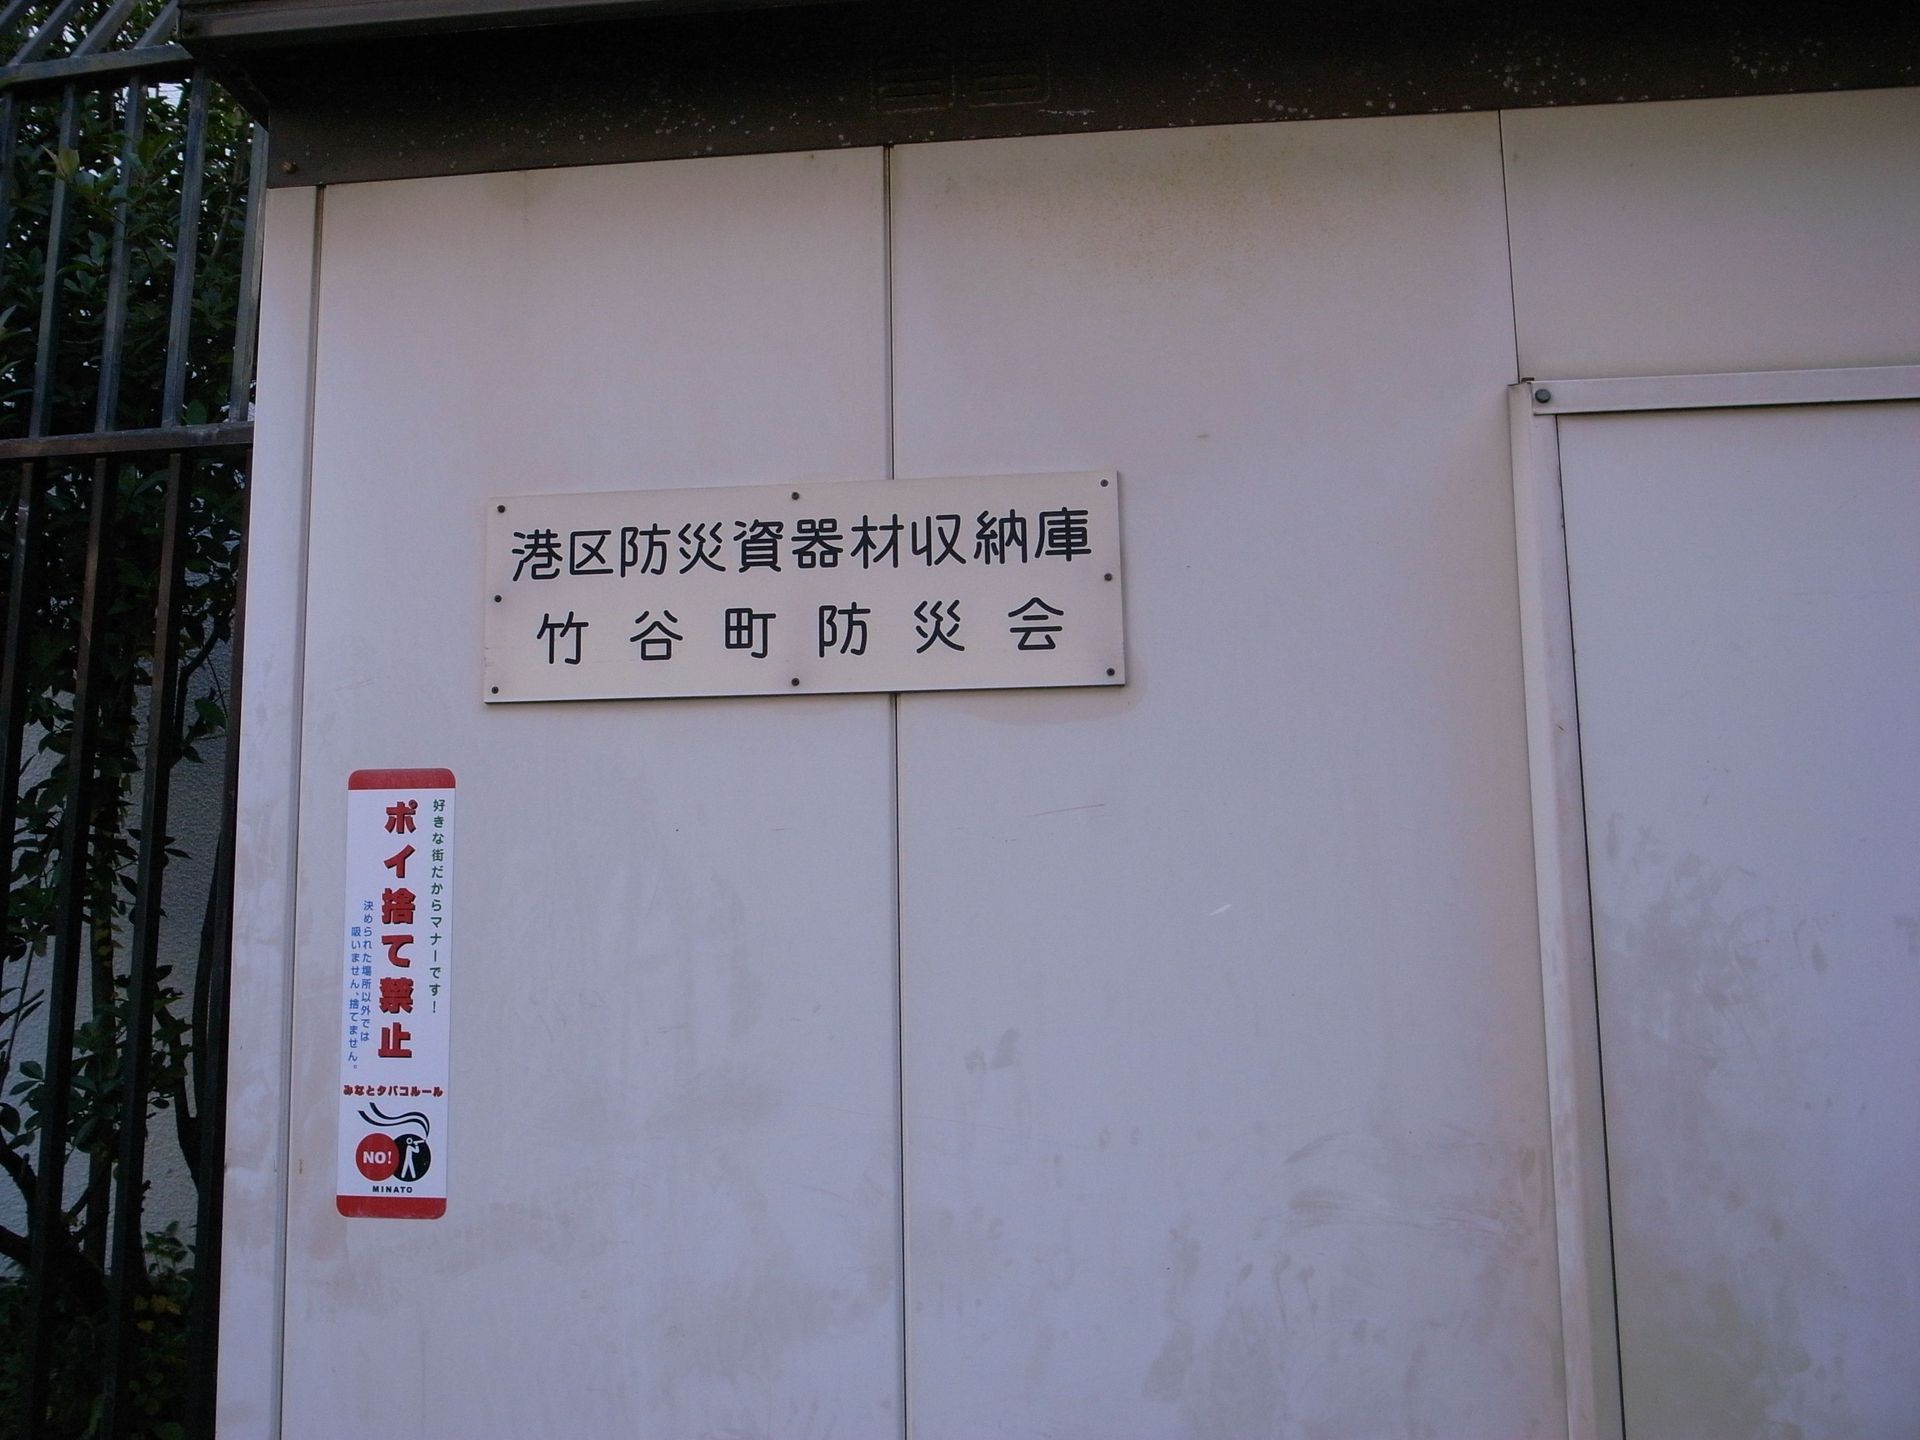 港区防災資器材収納庫
竹谷町防災会
好きな街だからマナーです！
ポイ捨て禁止
決められた場所以外では
吸いません、捨てません。
みなとタバコルール
NO!
MINATO